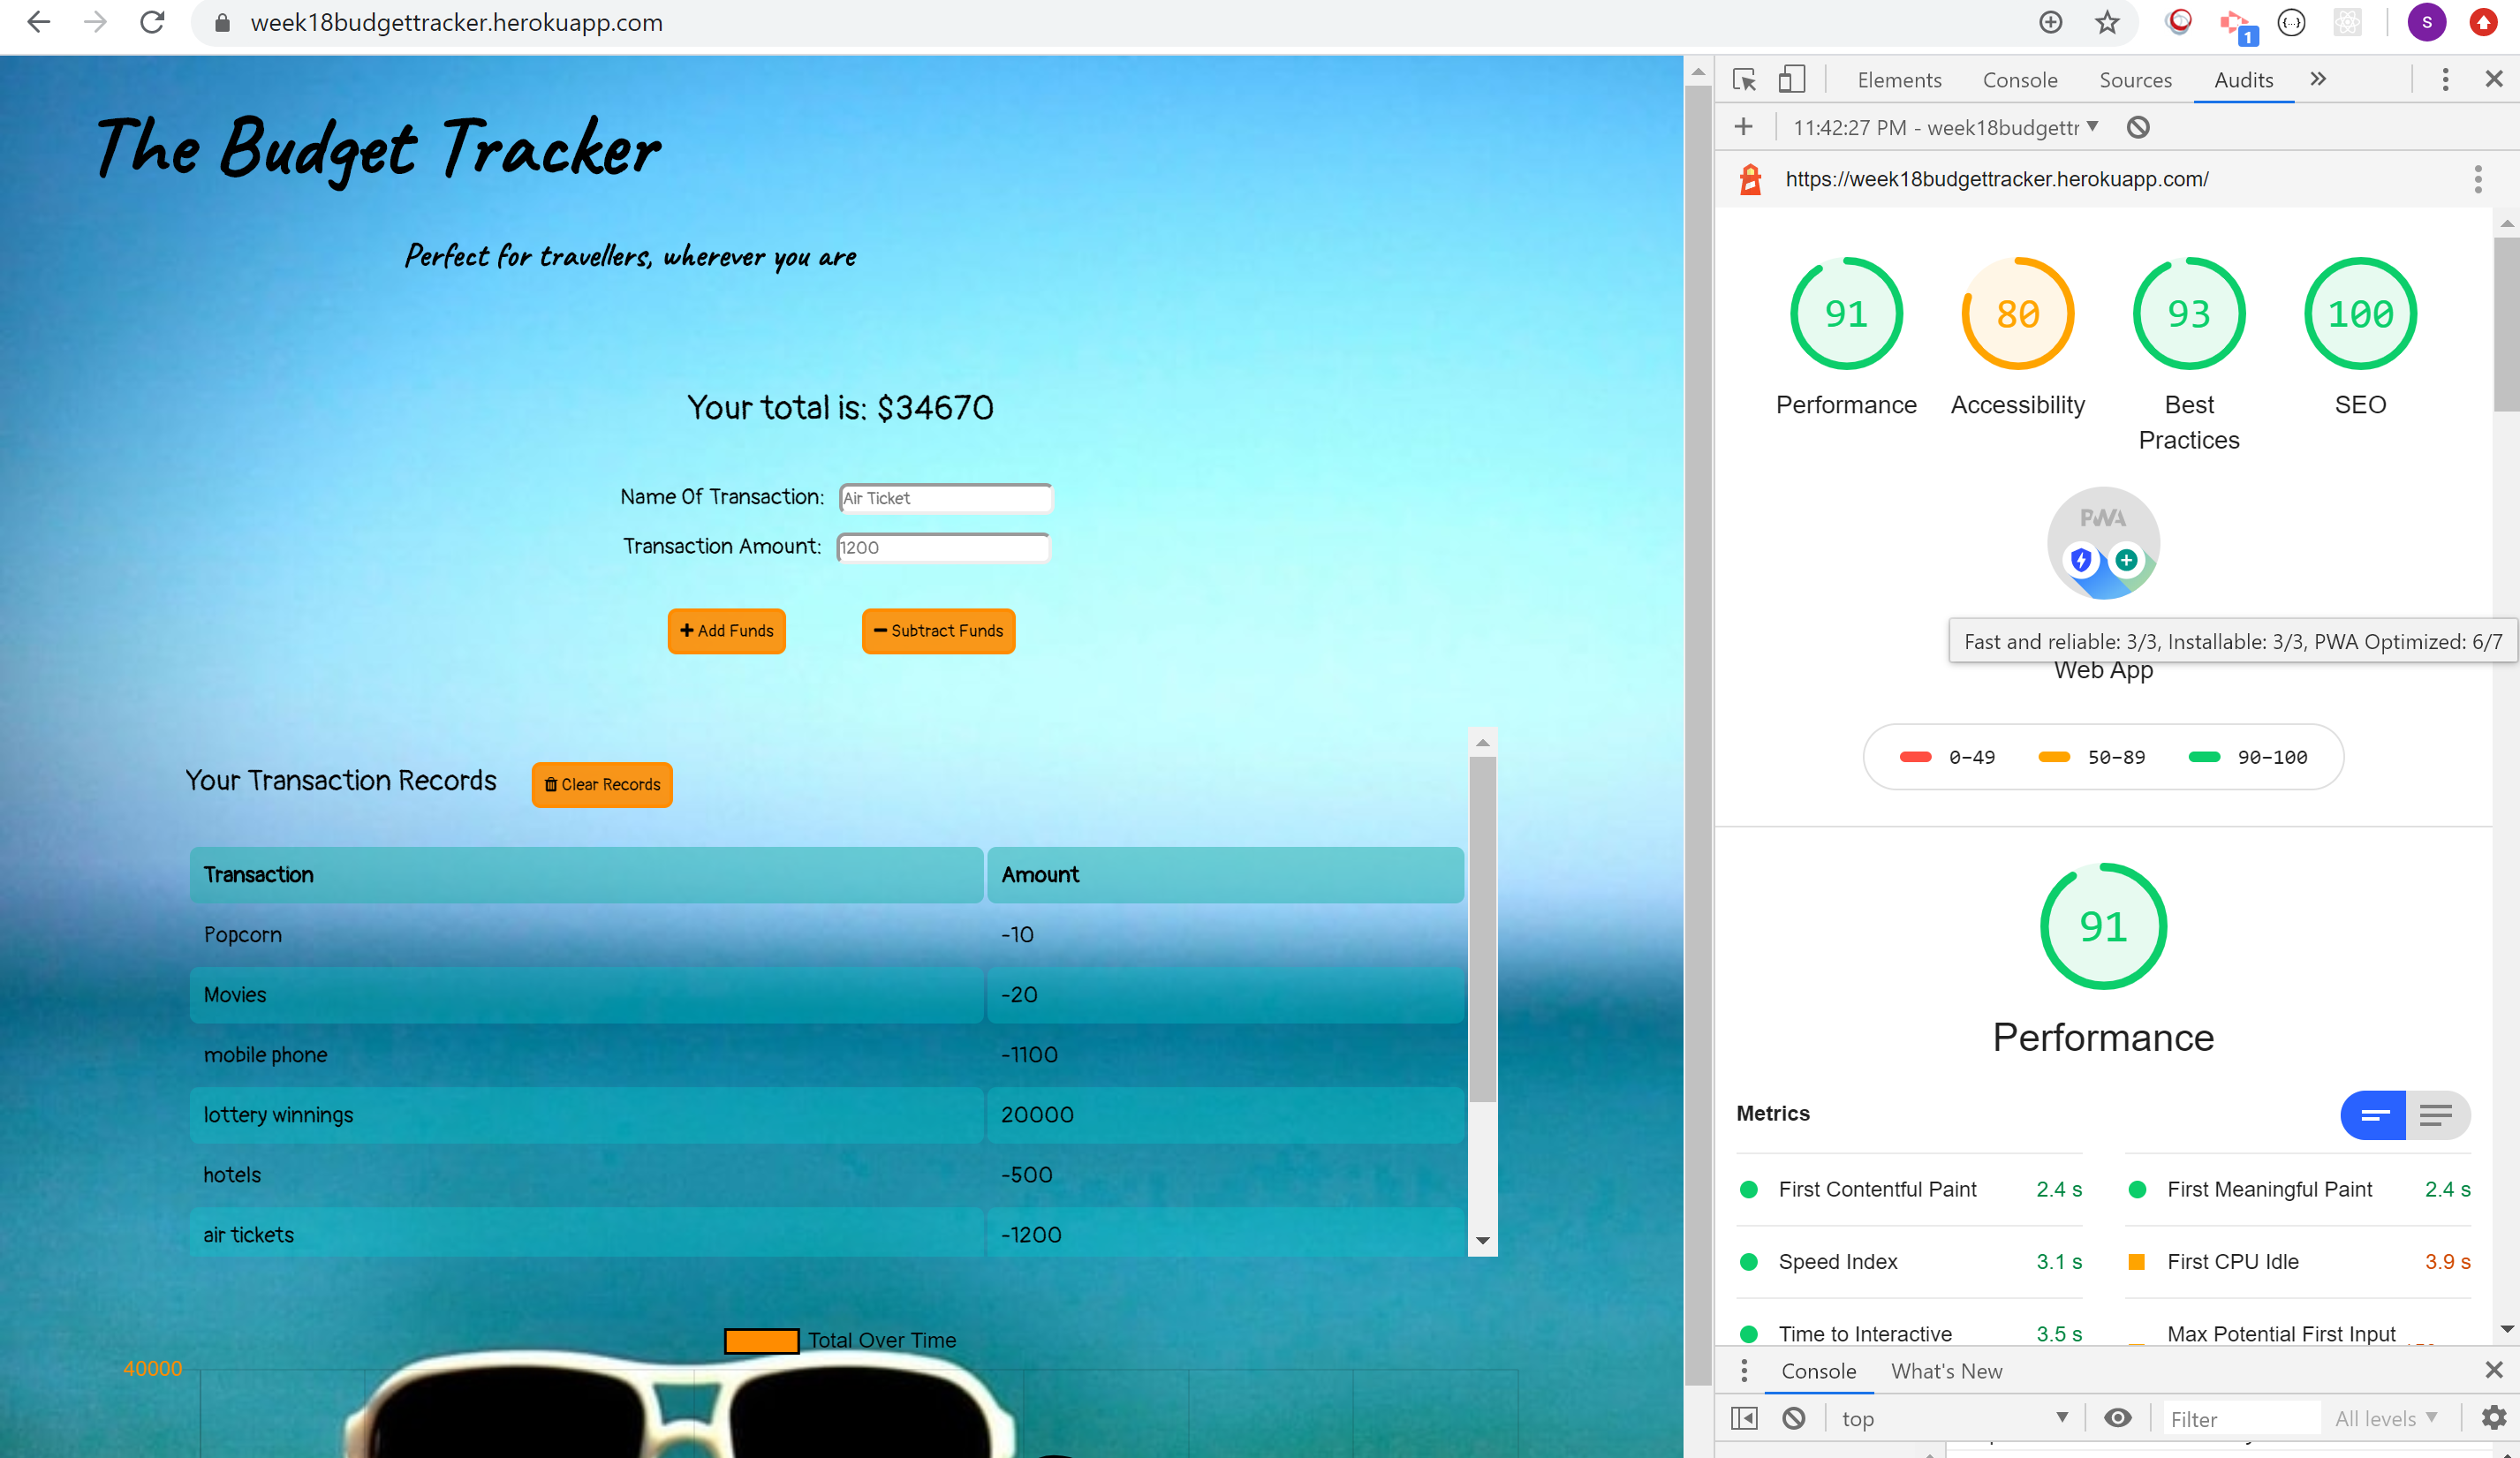 week18budgettracker.herokuapp.com
1
S
The Budget Tracker
Perfect for travellers, wherever you are
Your total is: $34670
Name Of Transaction: Air Ticket
Transaction Amount: 1200
Add Funds
Subtract Funds
Your Transaction Records
Clear Records
Transaction Amount
Popcorn -10
Movies -20
mobile phone -1100
lottery winnings 20000
hotels -500
air tickets -1200
Total Over Time
40000
Elements Console Sources Audits
11:42:27 PM - week18budgettr
https://week18budgettracker.herokuapp.com/
91 80 93 100
Performance Accessibility Best Practices SEO
PWA
Fast and reliable: 3/3, Installable: 3/3, PWA Optimized: 6/7
Web App
0–49 50–89 90–100
91
Performance
Metrics
First Contentful Paint 2.4 s
First Meaningful Paint 2.4 s
Speed Index 3.1 s
First CPU Idle 3.9 s
Time to Interactive 3.5 s
Max Potential First Input
Console What's New
top
Filter
All levels